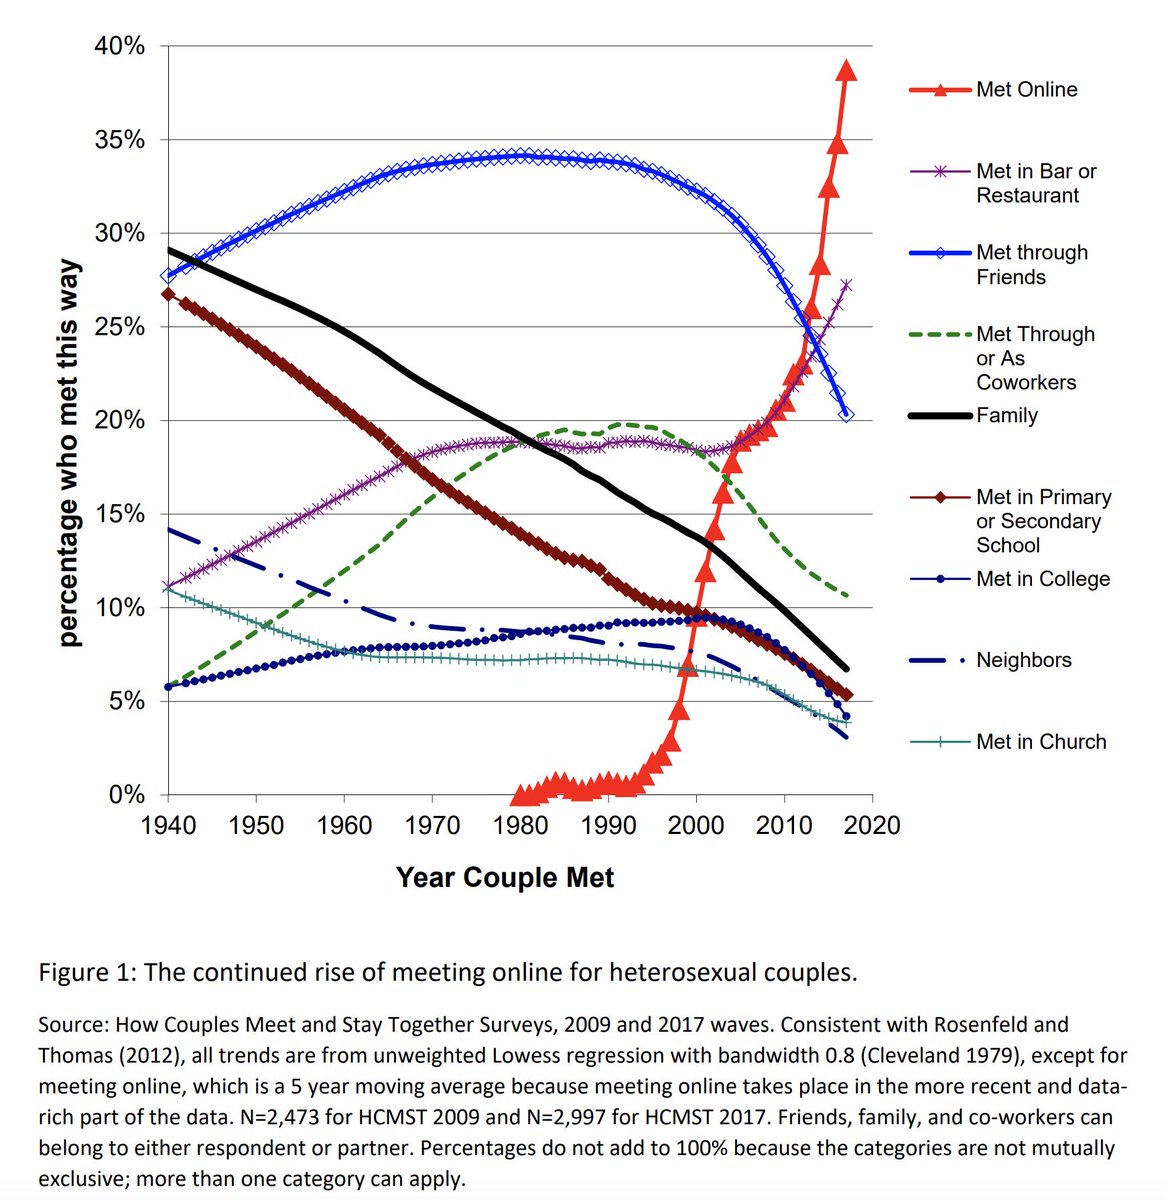 40%
35%
30%
25%
20%
15%
10%
5%
0%
percentage who met this way
1940 1950 1960 1970 1980 1990 2000 2010 2020
Year Couple Met
Met Online
Met in Bar or
Restaurant
Met through
Friends
Met Through
or As
Coworkers
Family
Met in Primary
or Secondary
School
Met in College
Neighbors
Met in Church
Figure 1: The continued rise of meeting online for heterosexual couples.
Source: How Couples Meet and Stay Together Surveys, 2009 and 2017 waves. Consistent with Rosenfeld and
Thomas (2012), all trends are from unweighted Lowess regression with bandwidth 0.8 (Cleveland 1979), except for
meeting online, which is a 5 year moving average because meeting online takes place in the more recent and data-
rich part of the data. N=2,473 for HCMST 2009 and N=2,997 for HCMST 2017. Friends, family, and co-workers can
belong to either respondent or partner. Percentages do not add to 100% because the categories are not mutually
exclusive; more than one category can apply.